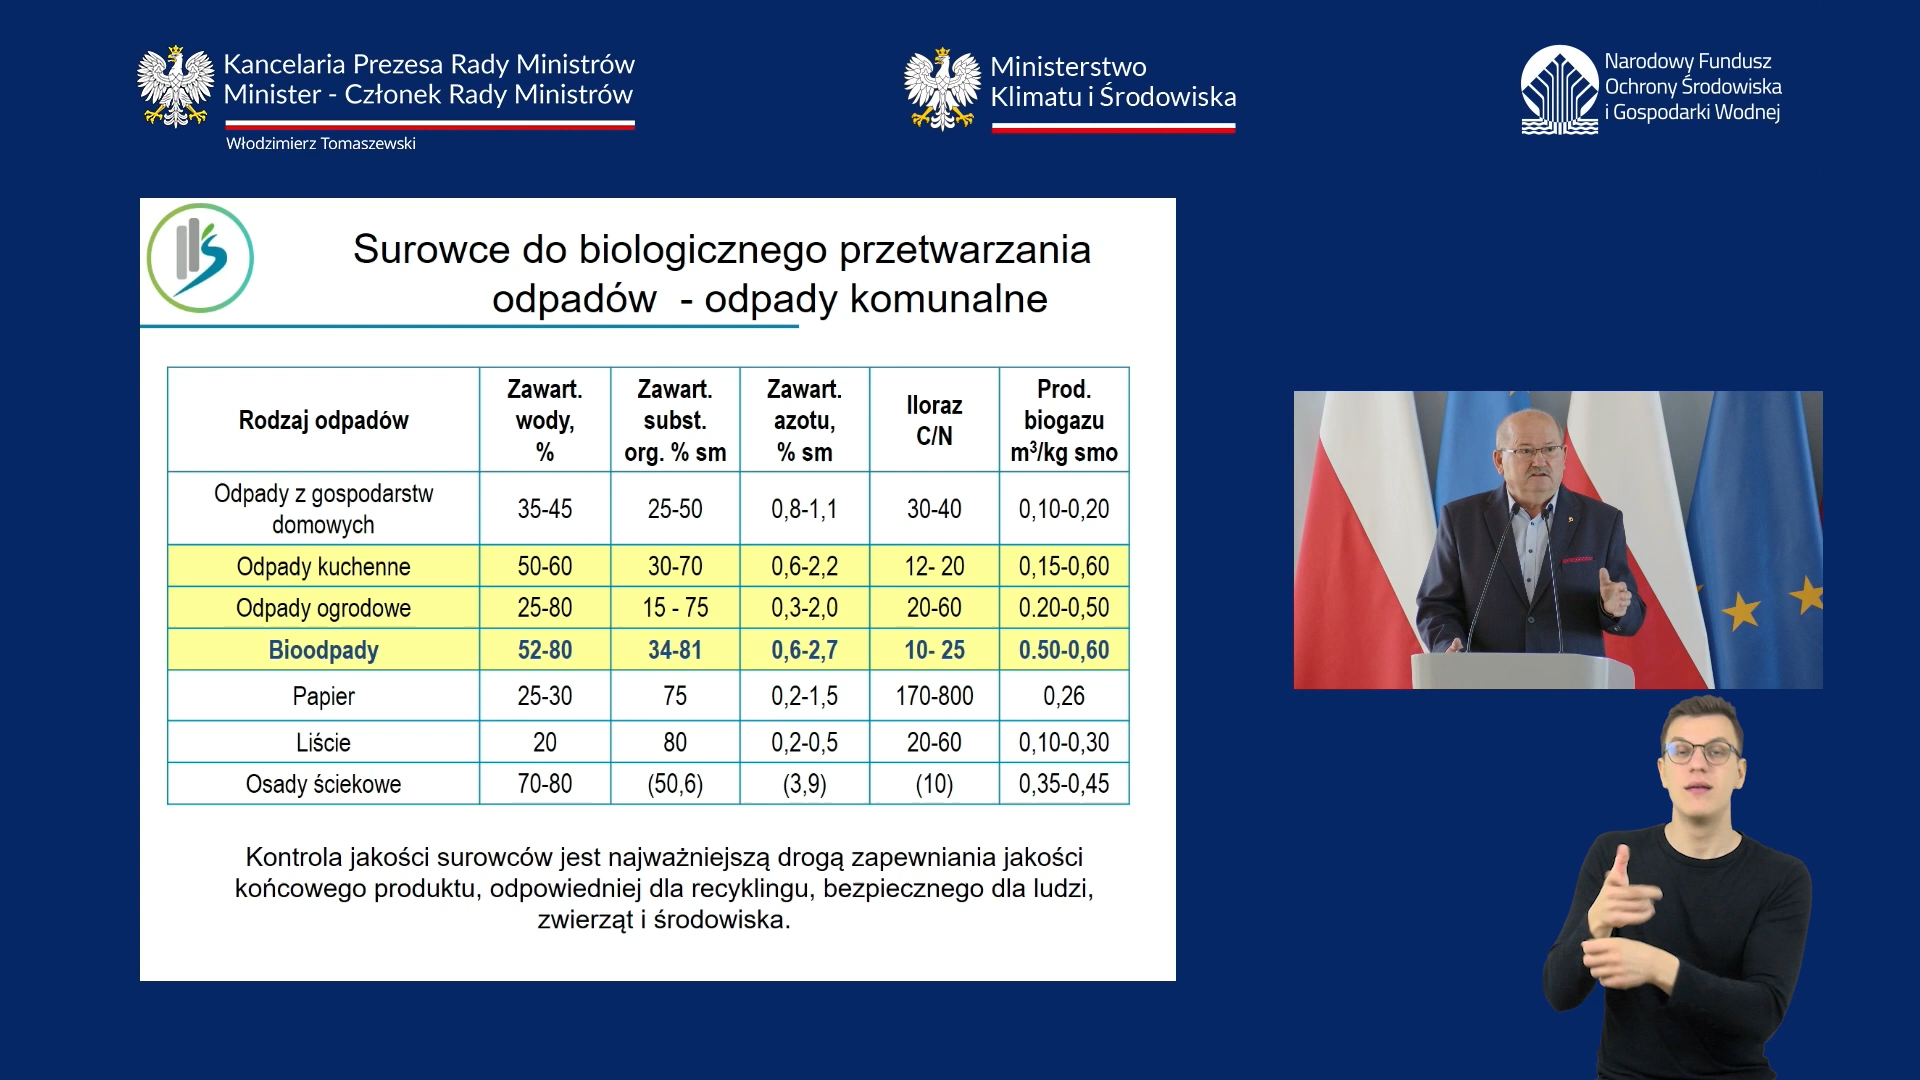 Kancelaria Prezesa Rady Ministrów
Minister - Członek Rady Ministrów
Włodzimierz Tomaszewski
Ministerstwo
Klimatu i Środowiska
Narodowy Fundusz
Ochrony Środowiska
i Gospodarki Wodnej
Surowce do biologicznego przetwarzania
odpadów - odpady komunalne
Rodzaj odpadów
Zawart.
wody,
%
Zawart.
subst.
org. % sm
Zawart.
azotu,
% sm
Iloraz
C/N
Prod.
biogazu
m³/kg smo
Odpady z gospodarstw
domowych
35-45 25-50 0,8-1,1 30-40 0,10-0,20
Odpady kuchenne 50-60 30-70 0,6-2,2 12- 20 0,15-0,60
Odpady ogrodowe 25-80 15 - 75 0,3-2,0 20-60 0.20-0,50
Bioodpady 52-80 34-81 0,6-2,7 10- 25 0.50-0,60
Papier 25-30 75 0,2-1,5 170-800 0,26
Liście 20 80 0,2-0,5 20-60 0,10-0,30
Osady ściekowe 70-80 (50,6) (3,9) (10) 0,35-0,45
Kontrola jakości surowców jest najważniejszą drogą zapewniania jakości
końcowego produktu, odpowiedniej dla recyklingu, bezpiecznego dla ludzi,
zwierząt i środowiska.